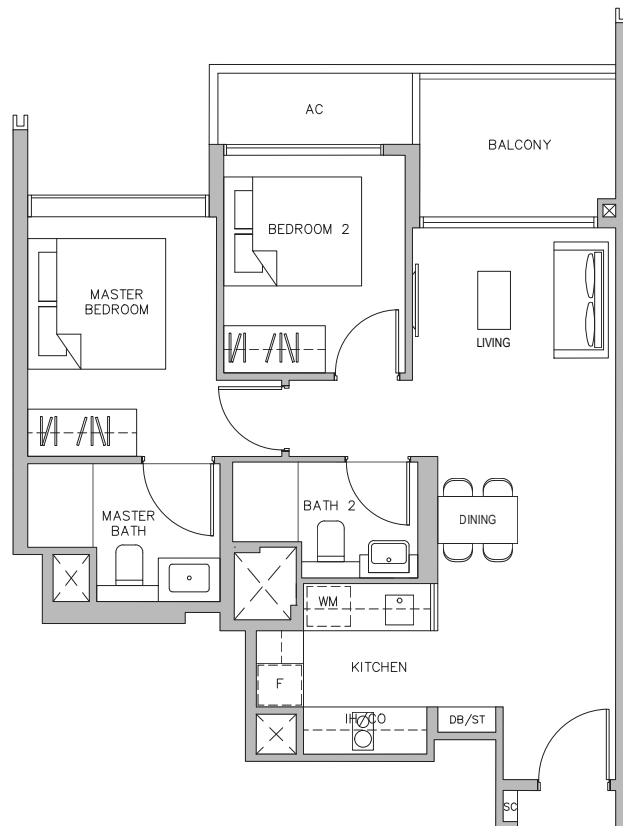 AC
BALCONY
BEDROOM 2
MASTER
BEDROOM
LIVING
MASTER
BATH
BATH 2
DINING
WM
KITCHEN
F
IH/CO
DB/ST
SC